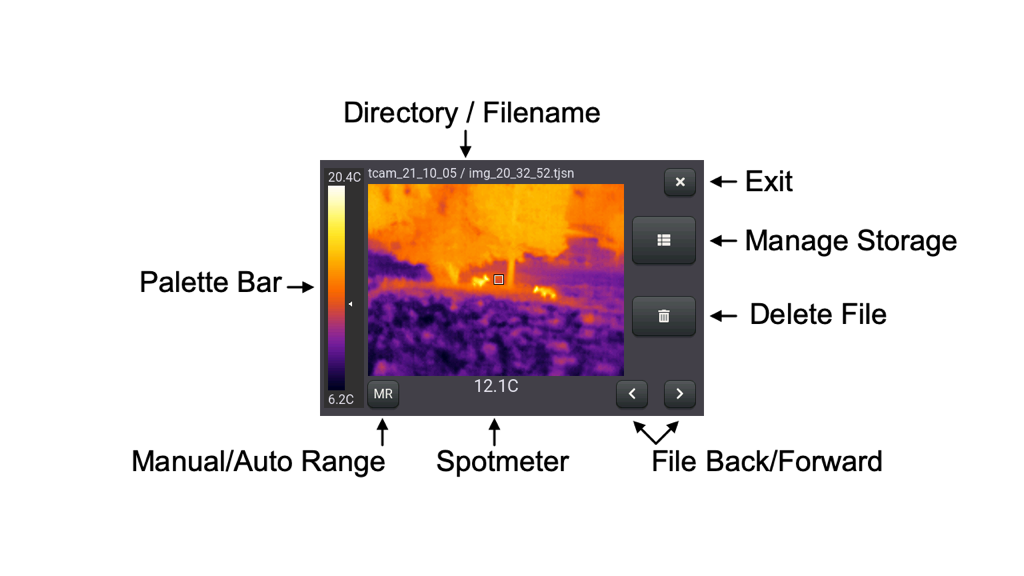 Directory / Filename
20.4C
tcam_21_10_05 / img_20_32_52.tjsn
Exit
Manage Storage
Palette Bar
Delete File
6.2C
MR
12.1C
Manual/Auto Range
Spotmeter
File Back/Forward